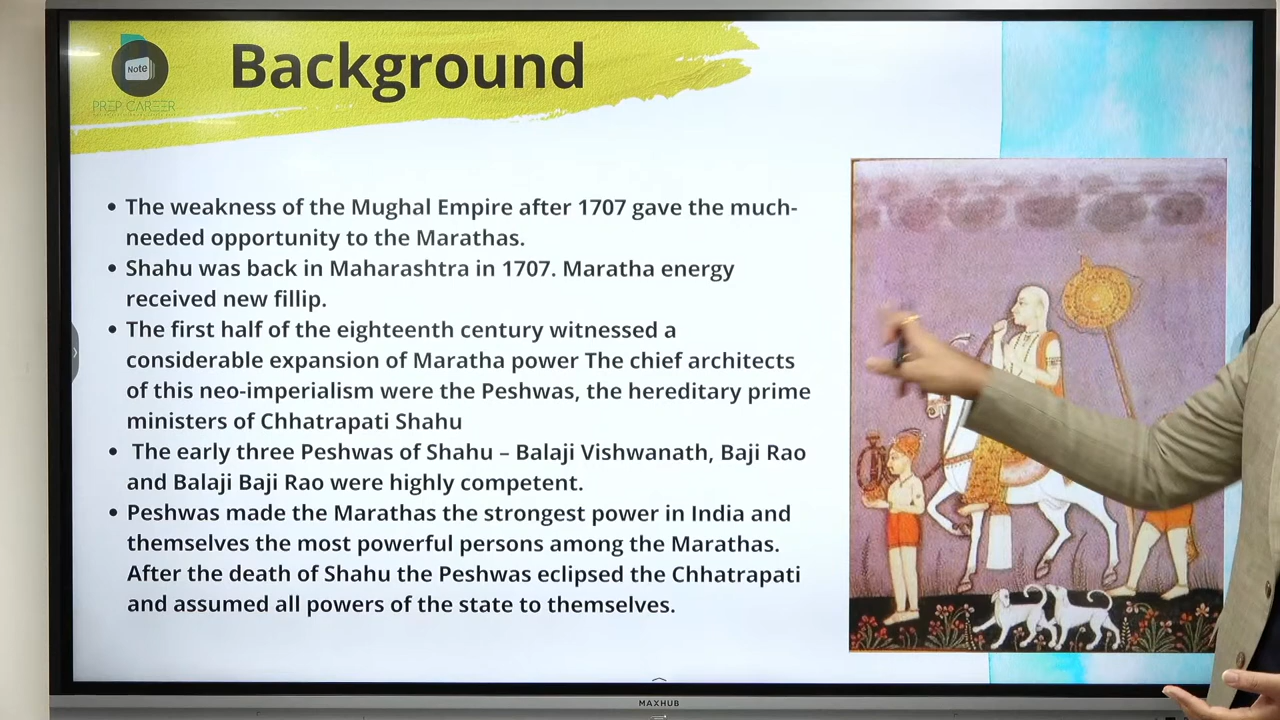 Note
PREP CAREER
Background
• The weakness of the Mughal Empire after 1707 gave the much-
needed opportunity to the Marathas.
• Shahu was back in Maharashtra in 1707. Maratha energy
received new fillip.
• The first half of the eighteenth century witnessed a
considerable expansion of Maratha power The chief architects
of this neo-imperialism were the Peshwas, the hereditary prime
ministers of Chhatrapati Shahu
• The early three Peshwas of Shahu – Balaji Vishwanath, Baji Rao
and Balaji Baji Rao were highly competent.
• Peshwas made the Marathas the strongest power in India and
themselves the most powerful persons among the Marathas.
After the death of Shahu the Peshwas eclipsed the Chhatrapati
and assumed all powers of the state to themselves.
MAXHUB